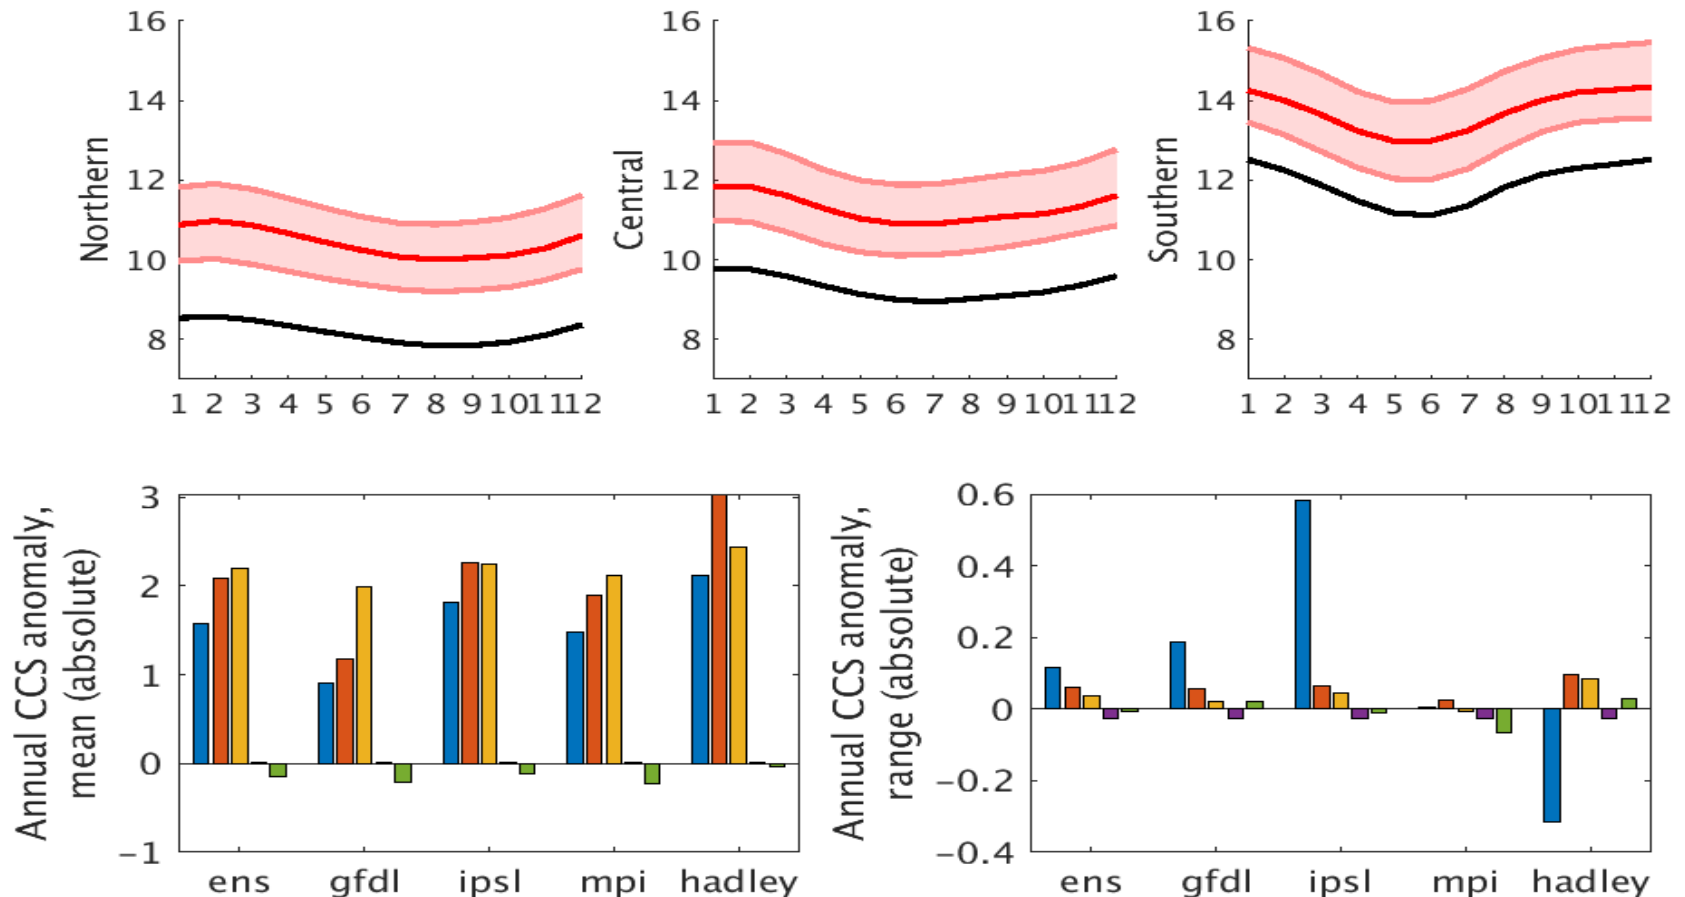 16
14
12
10
8
Northern
1 2 3 4 5 6 7 8 9 10 11 12
16
14
12
10
8
Central
1 2 3 4 5 6 7 8 9 10 11 12
16
14
12
10
8
Southern
1 2 3 4 5 6 7 8 9 10 11 12
Annual CCS anomaly,
mean (absolute)
3
2
1
0
−1
ens gfdl ipsl mpi hadley
Annual CCS anomaly,
range (absolute)
0.6
0.4
0.2
0
−0.2
−0.4
ens gfdl ipsl mpi hadley